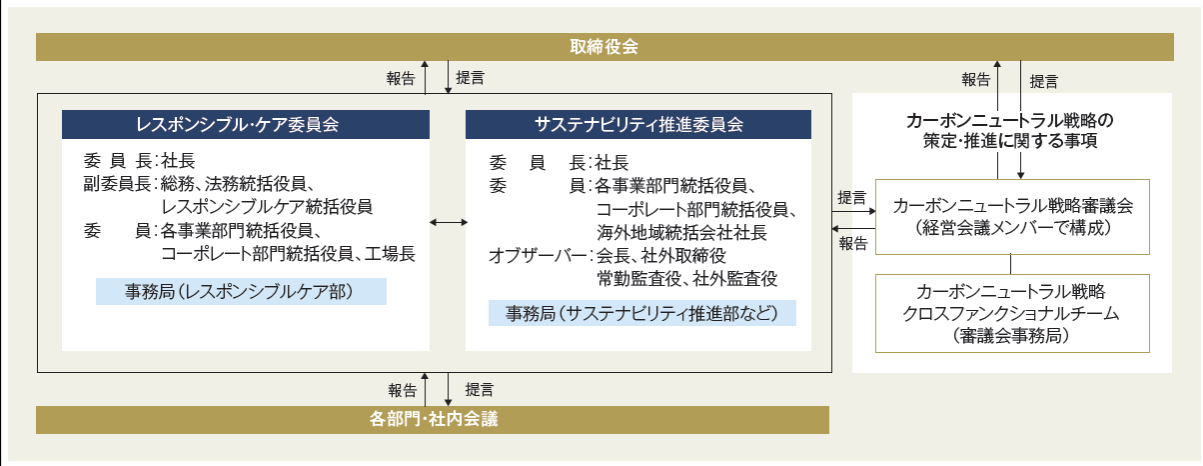 取締役会
報告
提言
レスポンシブル・ケア委員会
委員長:社長
副委員長:総務、法務統括役員、
レスポンシブルケア統括役員
委員:各事業部門統括役員、
コーポレート部門統括役員、工場長
事務局(レスポンシブルケア部)
サステナビリティ推進委員会
委員長:社長
委員:各事業部門統括役員、
コーポレート部門統括役員、
海外地域統括会社社長
オブザーバー:会長、社外取締役
常勤監査役、社外監査役
事務局(サステナビリティ推進部など)
提言
報告
報告
提言
カーボンニュートラル戦略の
策定・推進に関する事項
カーボンニュートラル戦略審議会
(経営会議メンバーで構成)
カーボンニュートラル戦略
クロスファンクショナルチーム
(審議会事務局)
報告
提言
各部門・社内会議